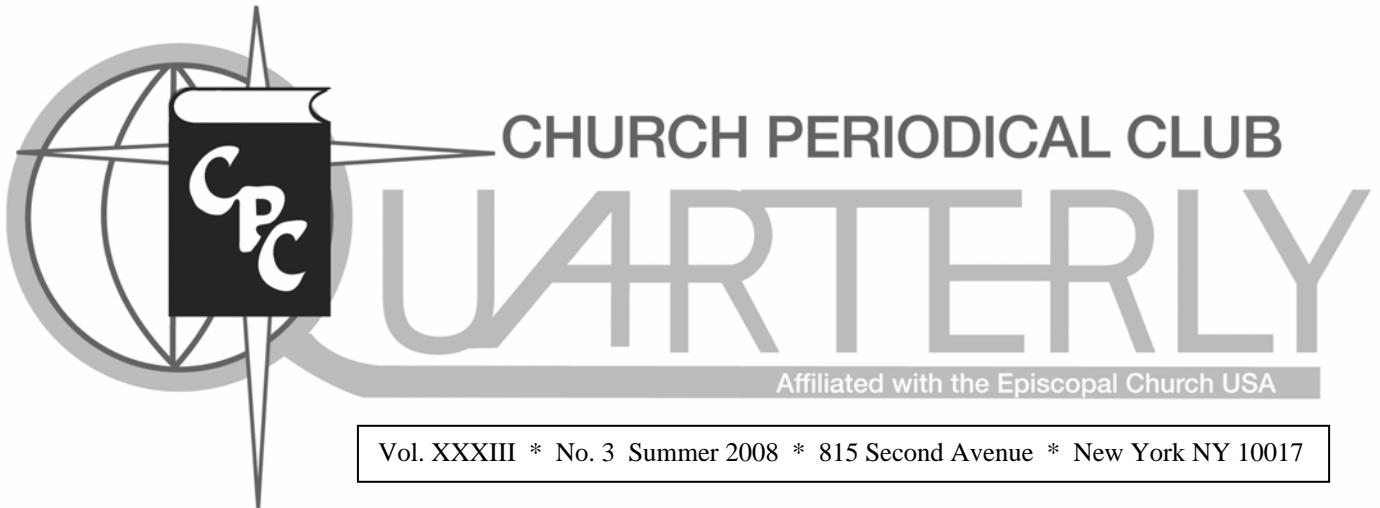 CPC
CHURCH PERIODICAL CLUB
QUARTERLY
Affiliated with the Episcopal Church USA
Vol. XXXIII * No. 3 Summer 2008 * 815 Second Avenue * New York NY 10017